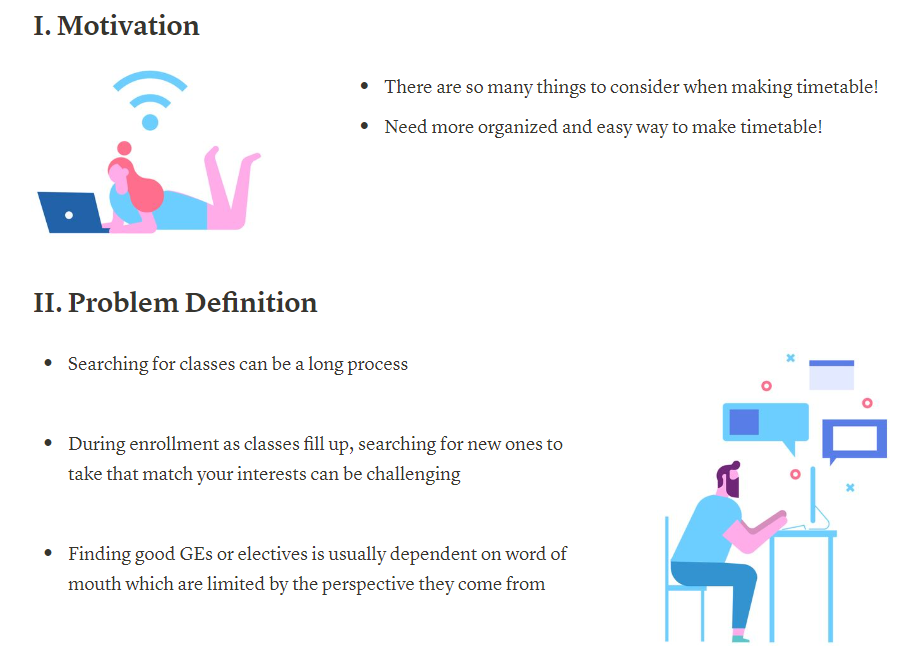 I. Motivation
• There are so many things to consider when making timetable!
• Need more organized and easy way to make timetable!
II. Problem Definition
• Searching for classes can be a long process
• During enrollment as classes fill up, searching for new ones to
take that match your interests can be challenging
• Finding good GEs or electives is usually dependent on word of
mouth which are limited by the perspective they come from